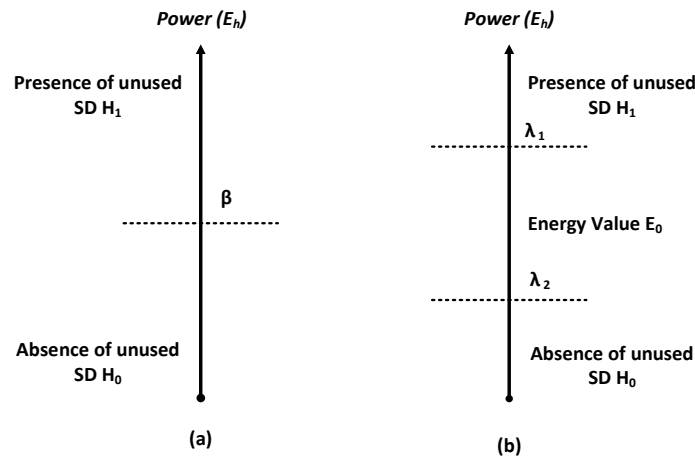 Power (Eₕ)
Presence of unused
SD H₁
β
Absence of unused
SD H₀
(a)
Power (Eₕ)
Presence of unused
SD H₁
λ₁
Energy Value E₀
λ₂
Absence of unused
SD H₀
(b)